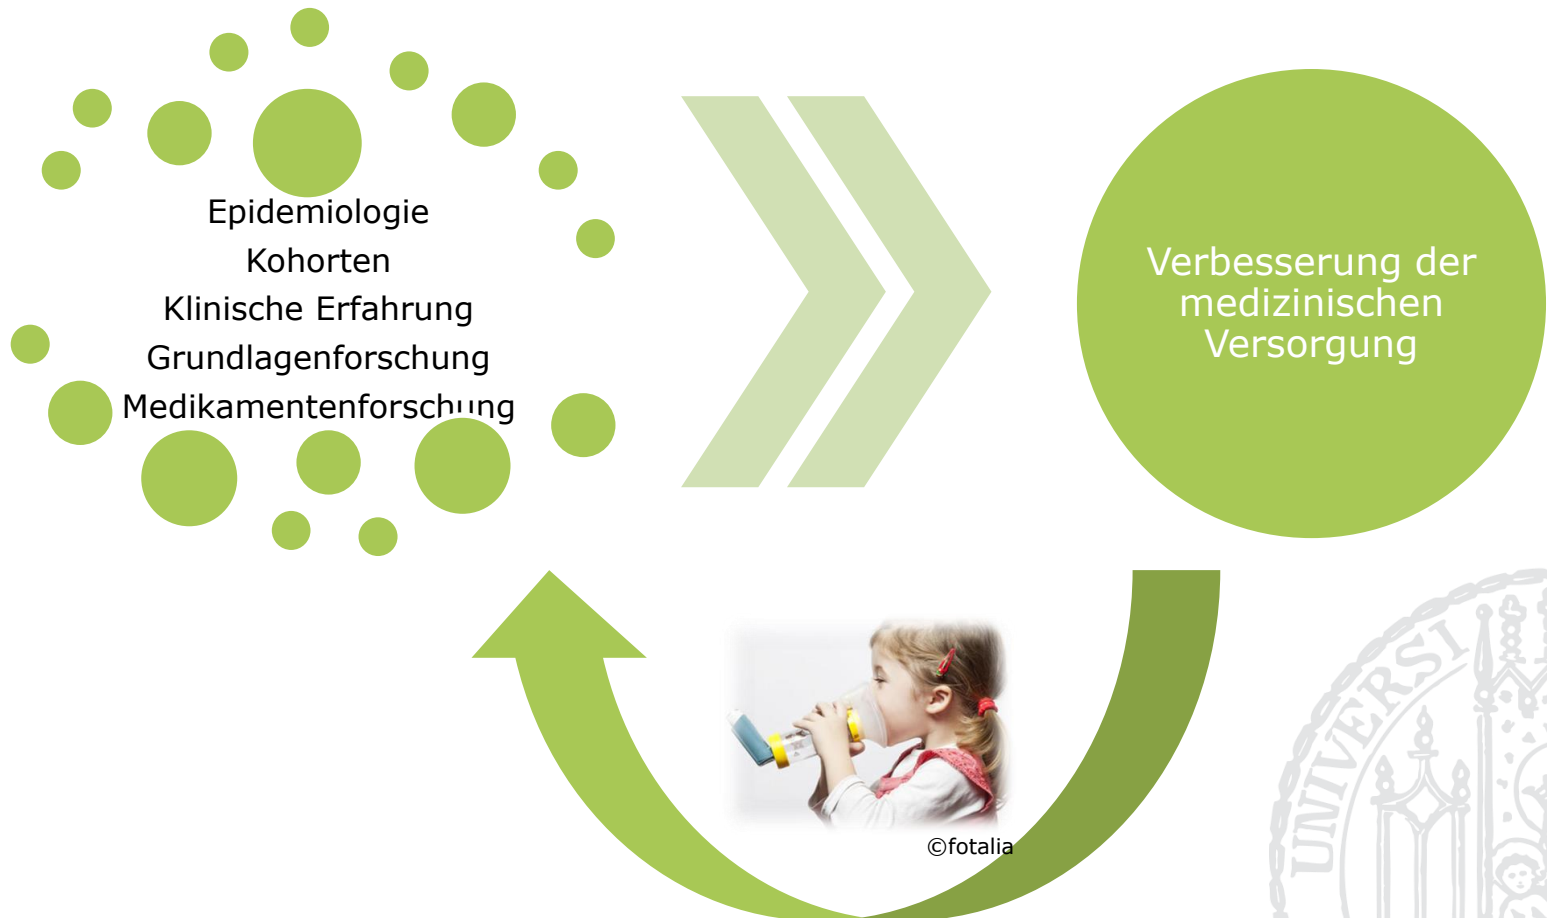 Epidemiologie
Kohorten
Klinische Erfahrung
Grundlagenforschung
Medikamentenforschung
Verbesserung der
medizinischen
Versorgung
©fotalia
UNIVERSI